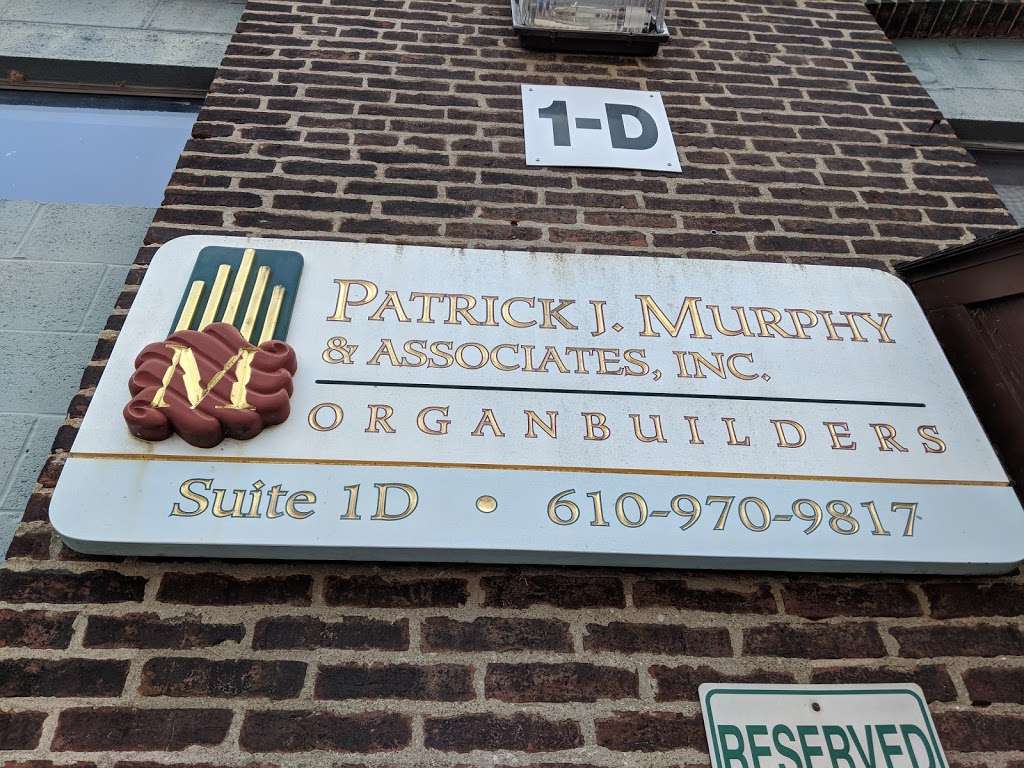 1-D
M
PATRICK J. MURPHY
& ASSOCIATES, INC.
ORGANBUILDERS
Suite 1D • 610-970-9817
RESERVED